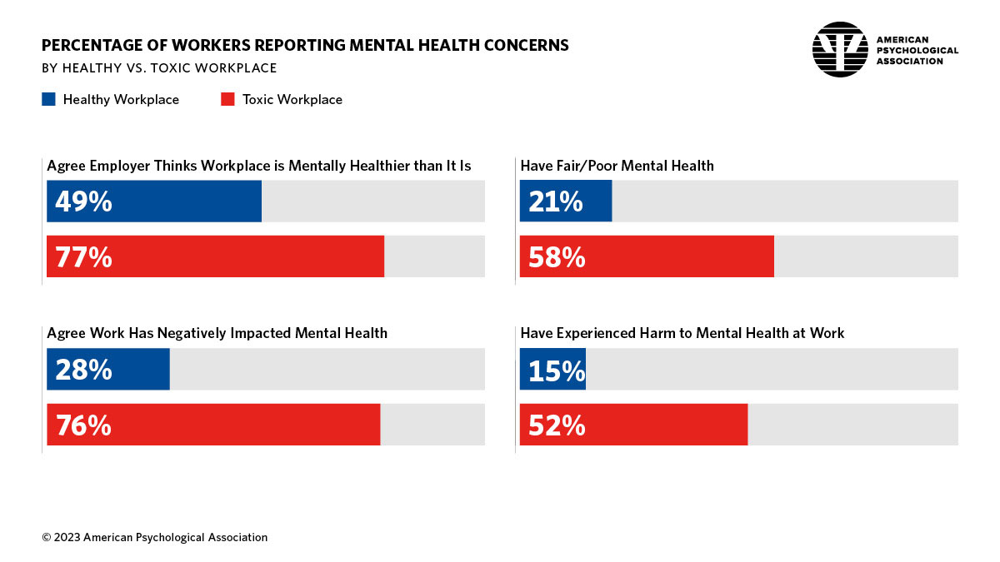 PERCENTAGE OF WORKERS REPORTING MENTAL HEALTH CONCERNS
BY HEALTHY VS. TOXIC WORKPLACE
Healthy Workplace
Toxic Workplace
AMERICAN
PSYCHOLOGICAL
ASSOCIATION
Agree Employer Thinks Workplace is Mentally Healthier than It Is
49%
77%
Have Fair/Poor Mental Health
21%
58%
Agree Work Has Negatively Impacted Mental Health
28%
76%
Have Experienced Harm to Mental Health at Work
15%
52%
© 2023 American Psychological Association